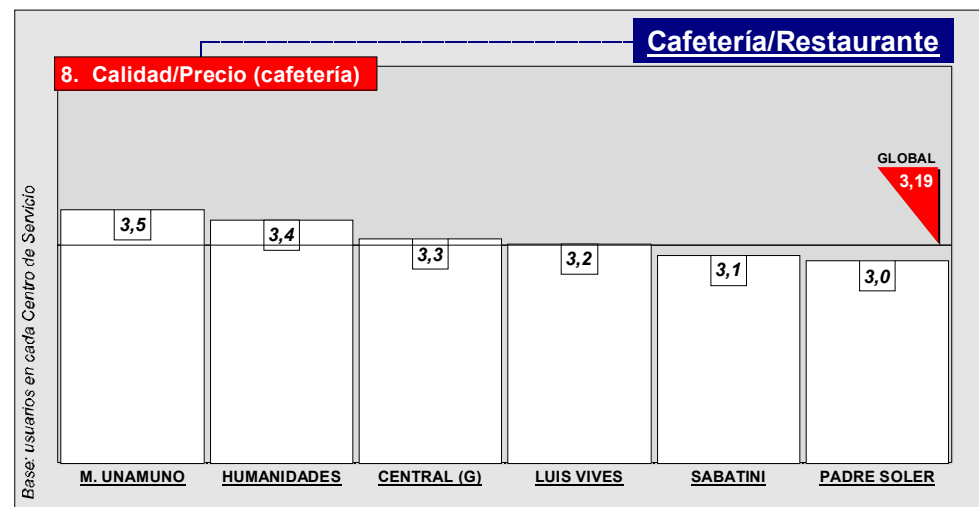 Cafetería/Restaurante
8. Calidad/Precio (cafetería)
GLOBAL
3,19
3,5
3,4
3,3
3,2
3,1
3,0
Base: usuarios en cada Centro de Servicio
M. UNAMUNO
HUMANIDADES
CENTRAL (G)
LUIS VIVES
SABATINI
PADRE SOLER